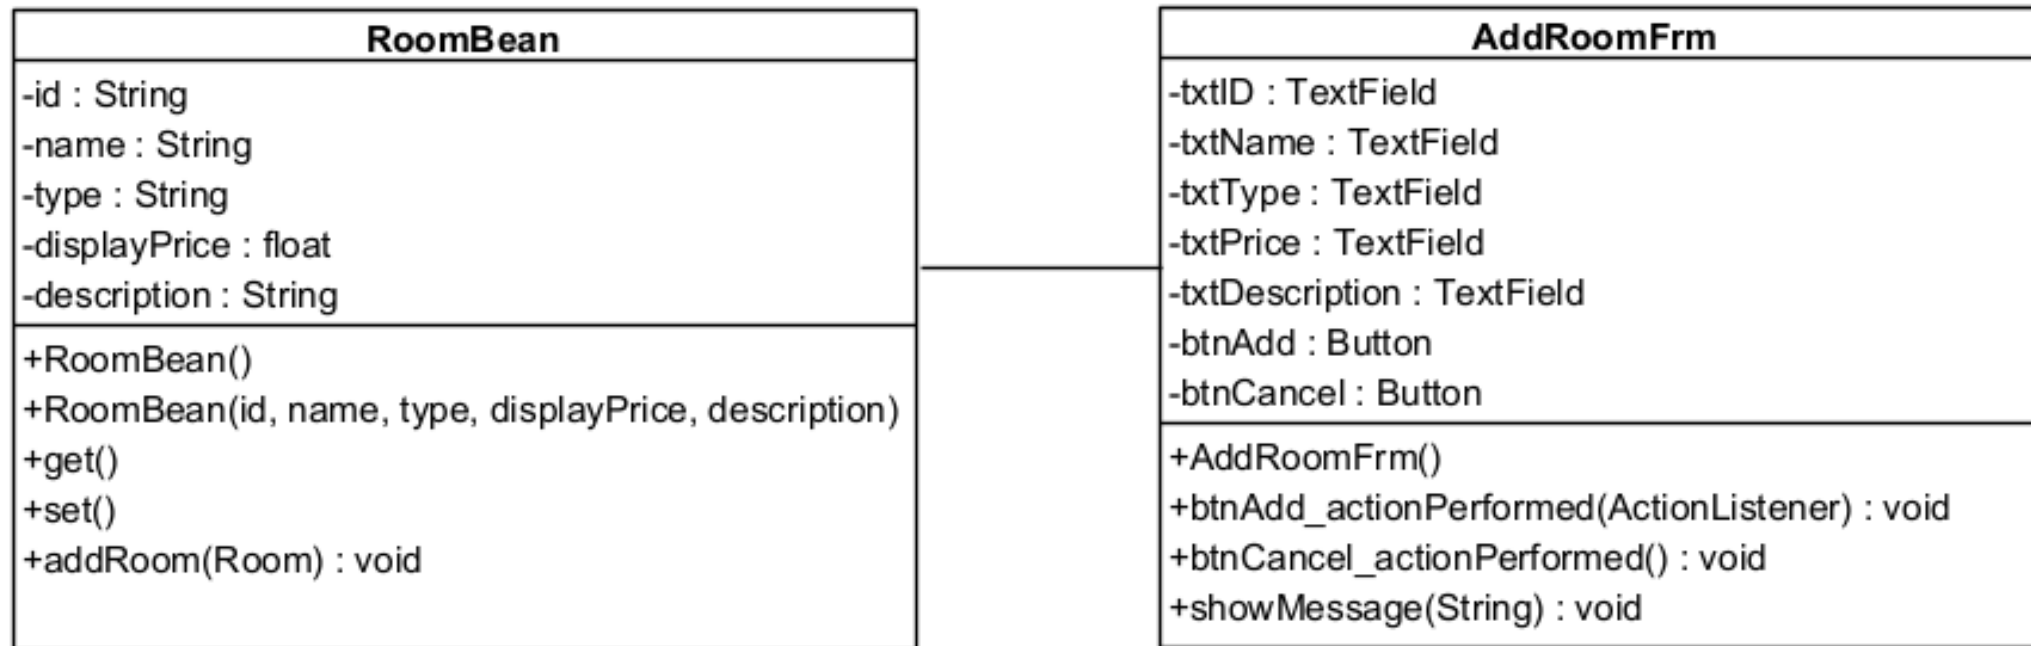 RoomBean
-id : String
-name : String
-type : String
-displayPrice : float
-description : String
+RoomBean()
+RoomBean(id, name, type, displayPrice, description)
+get()
+set()
+addRoom(Room) : void
AddRoomFrm
-txtID : TextField
-txtName : TextField
-txtType : TextField
-txtPrice : TextField
-txtDescription : TextField
-btnAdd : Button
-btnCancel : Button
+AddRoomFrm()
+btnAdd_actionPerformed(ActionListener) : void
+btnCancel_actionPerformed() : void
+showMessage(String) : void